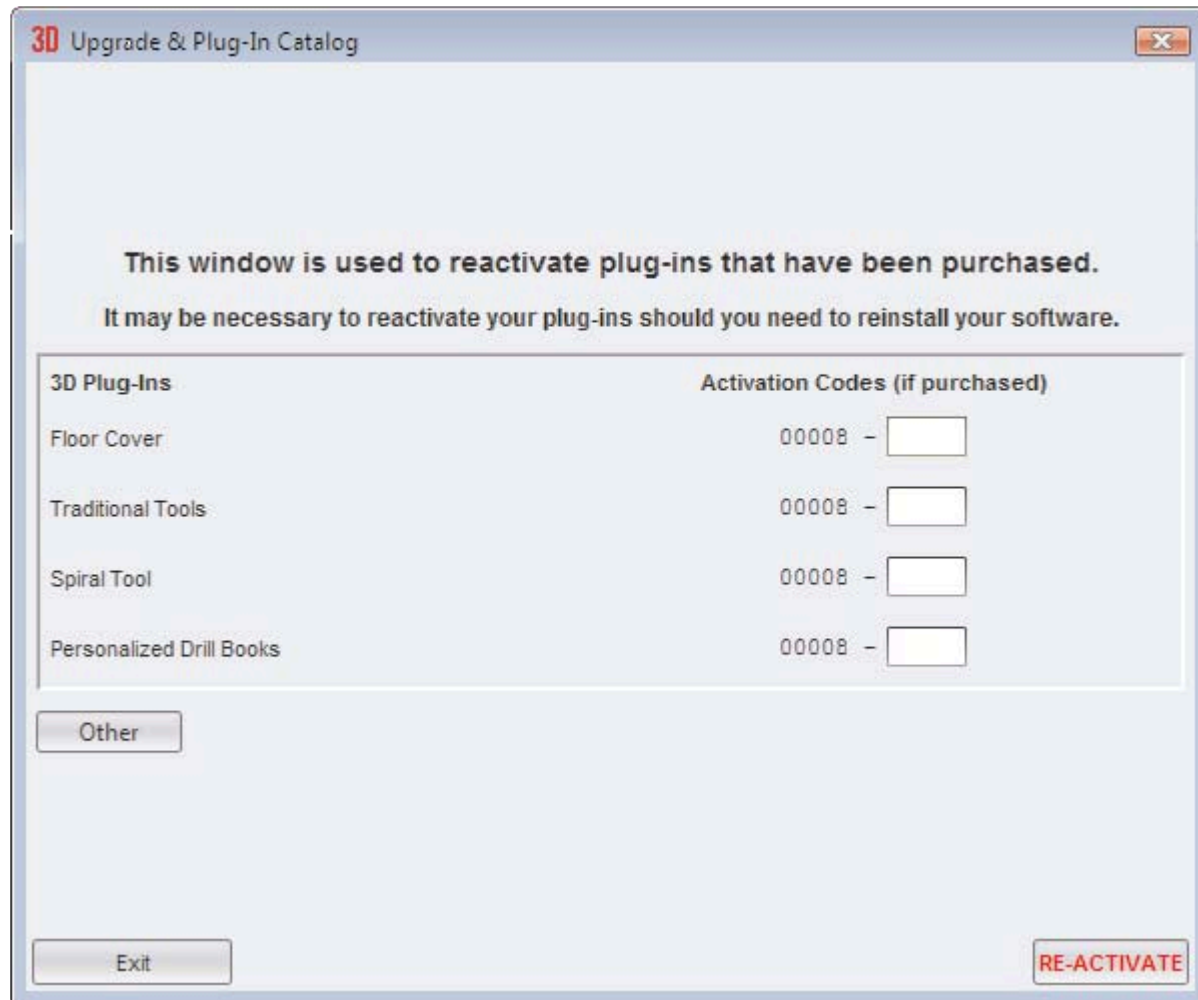 3D Upgrade & Plug-In Catalog
This window is used to reactivate plug-ins that have been purchased.
It may be necessary to reactivate your plug-ins should you need to reinstall your software.
3D Plug-Ins Activation Codes (if purchased)
Floor Cover 00008 -
Traditional Tools 00008 -
Spiral Tool 00008 -
Personalized Drill Books 00008 -
Other
Exit RE-ACTIVATE